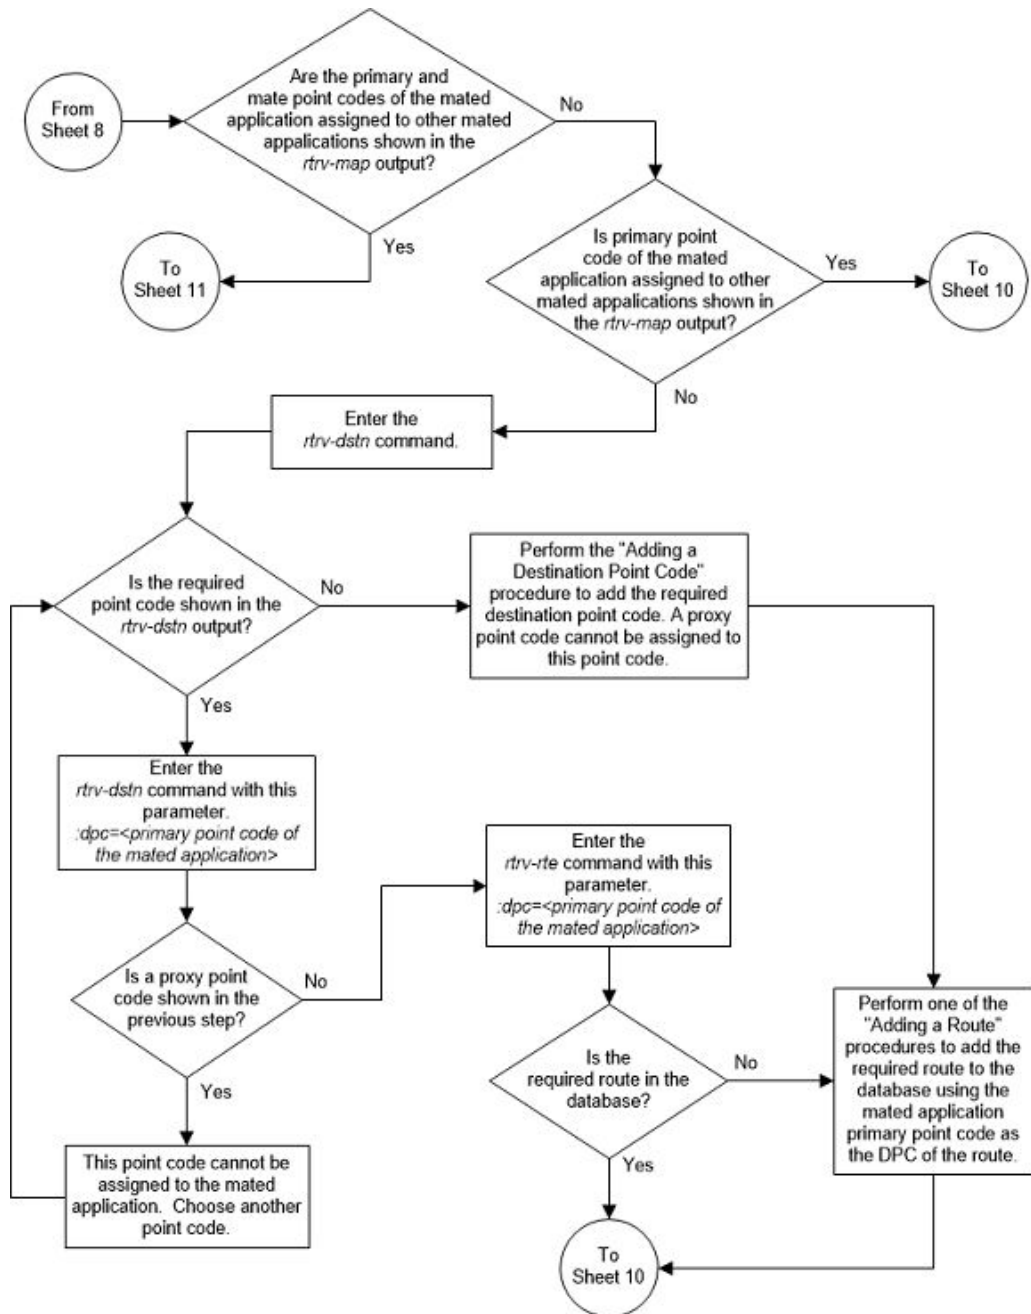 From
Sheet 8
Are the primary and
mate point codes of the mated
application assigned to other mated
appalications shown in the
rtrv-map output?
No
Yes
To
Sheet 11
Is primary point
code of the mated
application assigned to other
mated appalications shown in
the rtrv-map output?
Yes
To
Sheet 10
No
Enter the
rtrv-dstn command.
Is the required
point code shown in the
rtrv-dstn output?
No
Perform the "Adding a
Destination Point Code"
procedure to add the required
destination point code. A proxy
point code cannot be assigned to
this point code.
Yes
Enter the
rtrv-dstn command with this
parameter.
:dpc=<primary point code of
the mated application>
Is a proxy point
code shown in the
previous step?
No
Enter the
rtrv-rte command with this
parameter.
:dpc=<primary point code of
the mated application>
Yes
This point code cannot be
assigned to the mated
application. Choose another
point code.
Is the
required route in the
database?
No
Perform one of the
"Adding a Route"
procedures to add the
required route to the
database using the
mated application
primary point code as
the DPC of the route.
Yes
To
Sheet 10